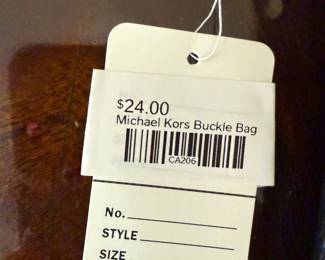 $24.00
Michael Kors Buckle Bag
CA206
No.
STYLE
SIZE